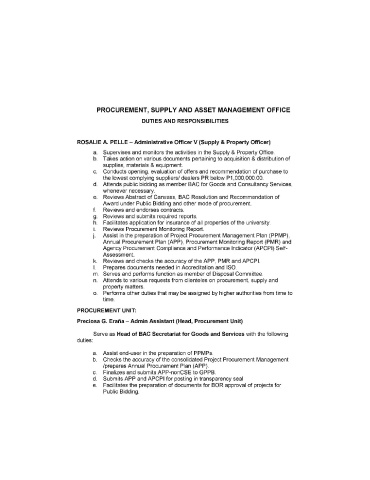 PROCUREMENT, SUPPLY AND ASSET MANAGEMENT OFFICE
DUTIES AND RESPONSIBILITIES
ROSALIE A. PELLE – Administrative Officer V (Supply & Property Officer)
a. Supervises and monitors the activities in the Supply & Property Office.
b. Takes action on various documents pertaining to acquisition & distribution of
supplies, materials & equipment.
c. Conducts opening, evaluation of offers and recommendation of purchase to
the lowest complying suppliers/ dealers PR below P1,000,000.00.
d. Attends public bidding as member BAC for Goods and Consultancy Services
whenever necessary.
e. Reviews Abstract of Canvass, BAC Resolution and Recommendation of
Award under Public Bidding and other mode of procurement.
f. Reviews and endorses contracts.
g. Reviews and submits required reports.
h. Facilitates application for insurance of all properties of the university.
i. Reviews Procurement Monitoring Report.
j. Assist in the preparation of Project Procurement Management Plan (PPMP),
Annual Procurement Plan (APP), Procurement Monitoring Report (PMR) and
Agency Procurement Compliance and Performance Indicator (APCPI) Self-
Assessment.
k. Reviews and checks the accuracy of the APP, PMR and APCPI.
l. Prepares documents needed in Accreditation and ISO
m. Serves and performs function as member of Disposal Committee.
n. Attends to various requests from clienteles on procurement, supply and
property matters.
o. Performs other duties that may be assigned by higher authorities from time to
time.
PROCUREMENT UNIT:
Preciosa G. Eraña – Admin Assistant (Head, Procurement Unit)
Serve as Head of BAC Secretariat for Goods and Services with the following
duties:
a. Assist end-user in the preparation of PPMPs.
b. Checks the accuracy of the consolidated Project Procurement Management
/prepares Annual Procurement Plan (APP).
c. Finalizes and submits APP-nonCSE to GPPB.
d. Submits APP and APCPI for posting in transparency seal
e. Facilitates the preparation of documents for BOR approval of projects for
Public Bidding.